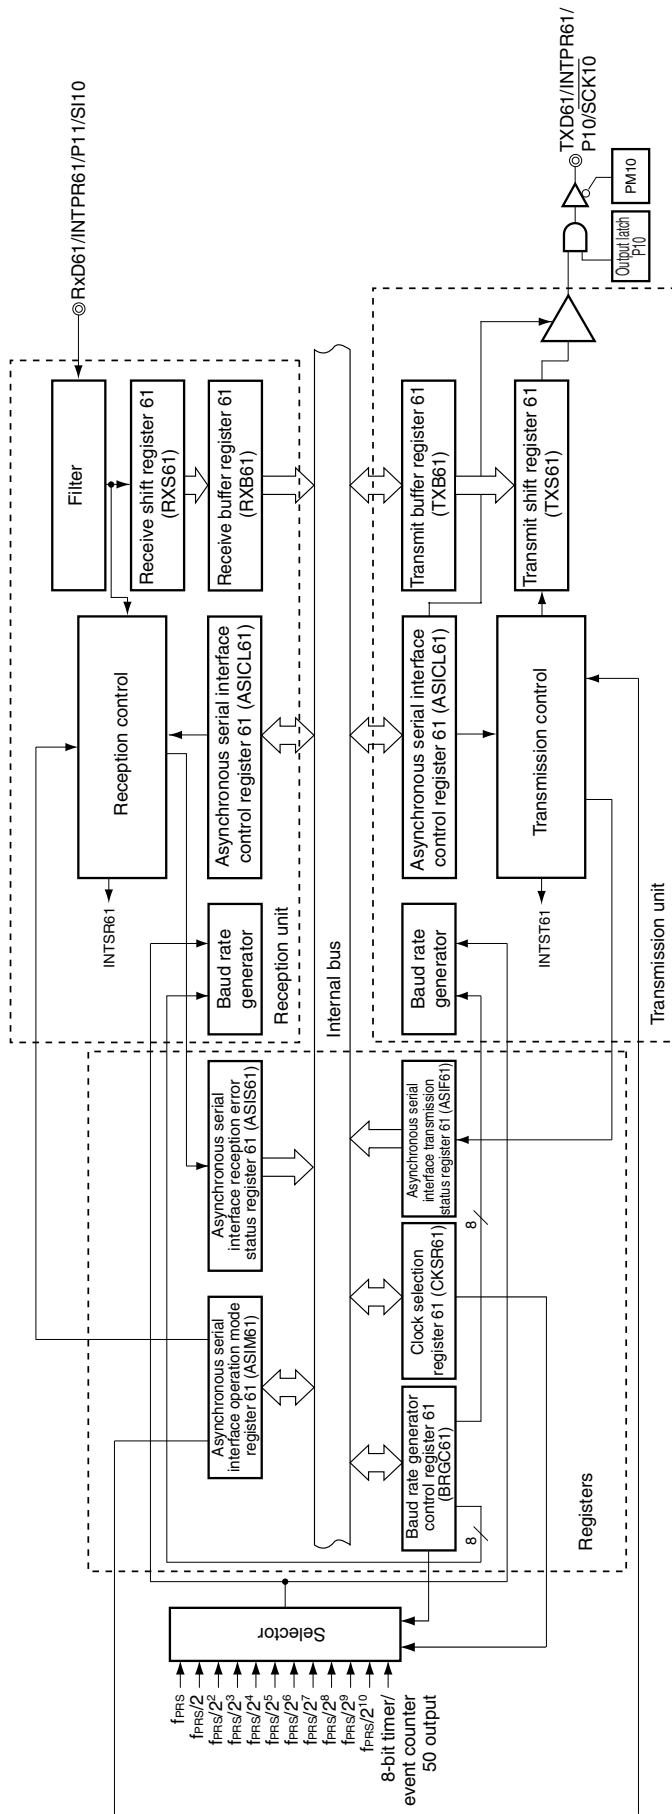 RxD61/INTPR61/P11/SI10
Filter
Receive shift register 61
(RXS61)
Receive buffer register 61
(RXB61)
Reception control
INTSR61
Asynchronous serial interface
control register 61 (ASICL61)
Baud rate
generator
Reception unit
Asynchronous serial
interface reception error
status register 61 (ASIS61)
Asynchronous serial
interface operation mode
register 61 (ASIM61)
Internal bus
fPRS
fPRS/2
fPRS/2²
fPRS/2³
fPRS/2⁴
fPRS/2⁵
fPRS/2⁶
fPRS/2⁷
fPRS/2⁸
fPRS/2⁹
fPRS/2¹⁰
8-bit timer/
event counter
50 output
Selector
Baud rate generator
control register 61
(BRGC61)
8
Clock selection
register 61 (CKSR61)
8
Asynchronous serial
interface transmission
status register 61 (ASIF61)
Registers
Baud rate
generator
Asynchronous serial interface
control register 61 (ASICL61)
Transmit buffer register 61
(TXB61)
Transmission control
INTST61
Transmit shift register 61
(TXS61)
Transmission unit
TXD61/INTPR61/
P10/SCK10
Output latch
P10
PM10